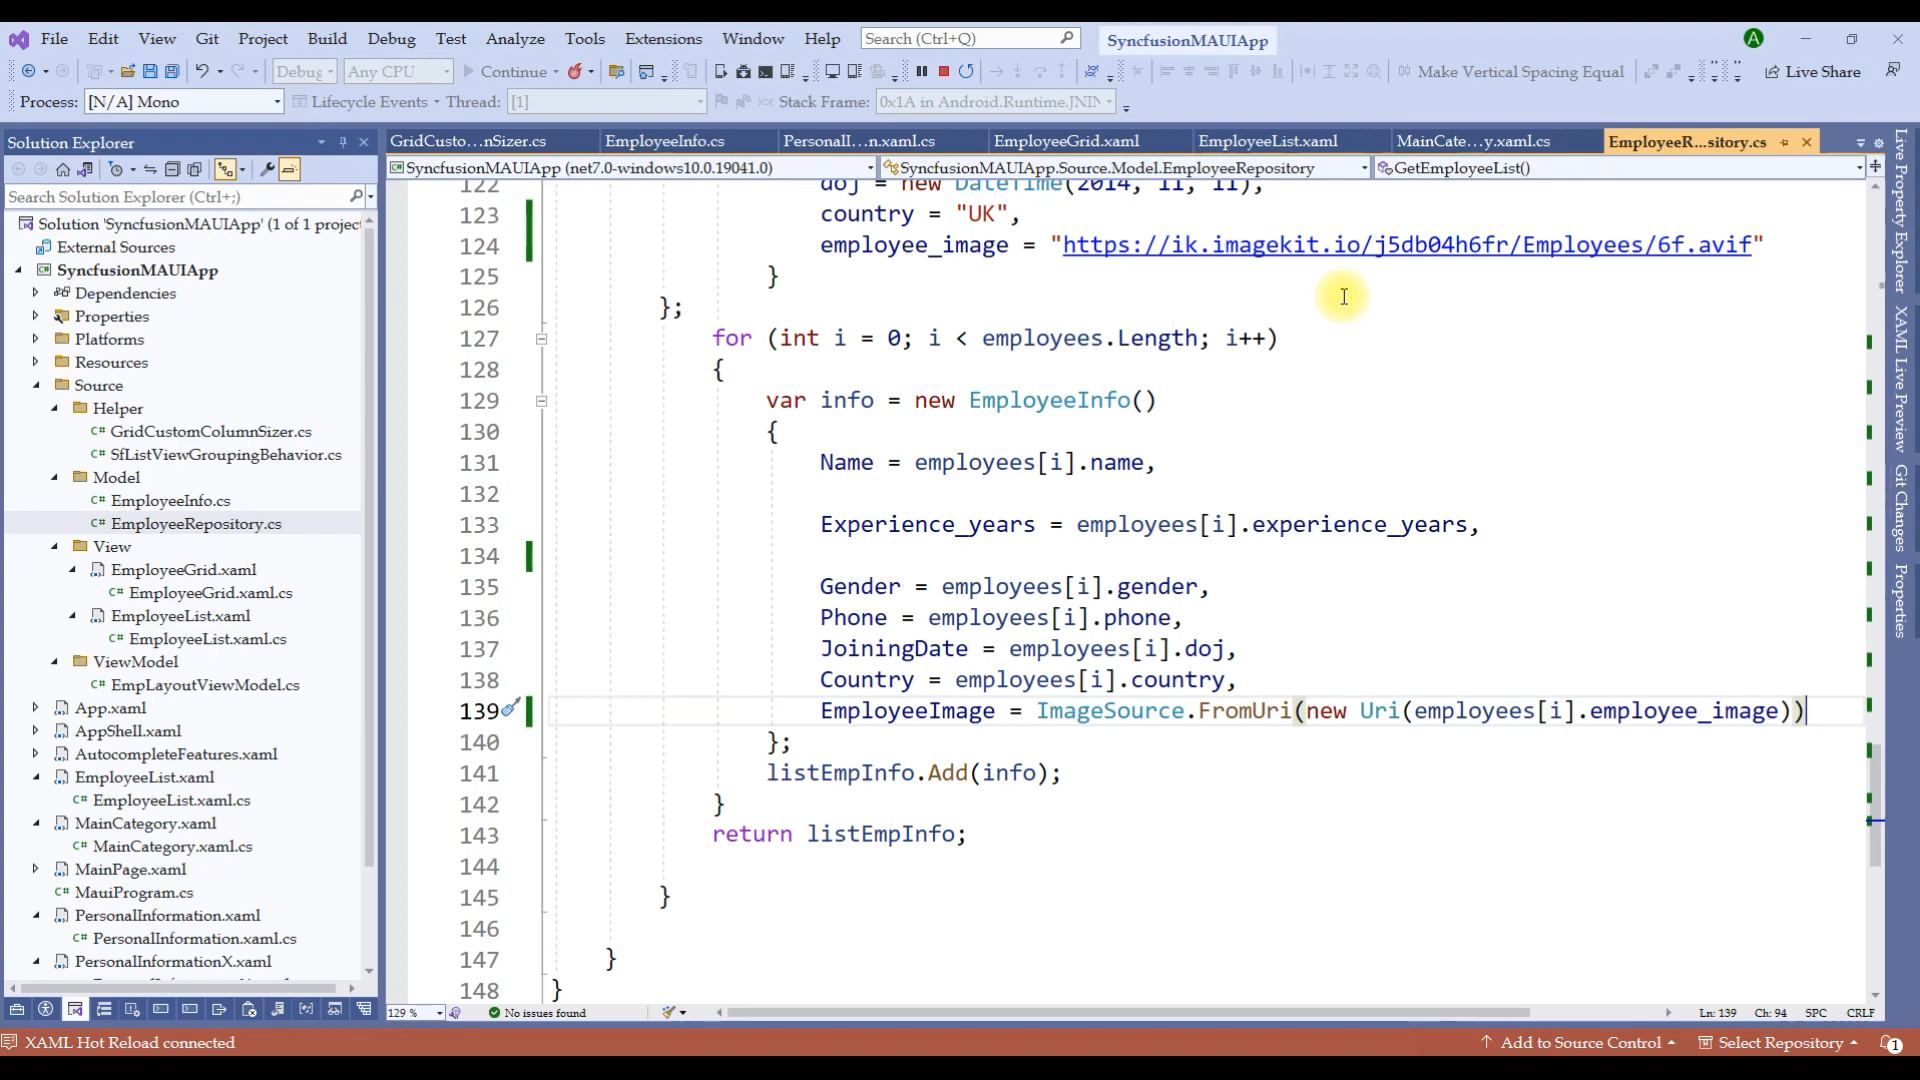 File Edit View Git Project Build Debug Test Analyze Tools Extensions Window Help Search (Ctrl+Q) SyncfusionMAUIApp A
Debug Any CPU Continue Make Vertical Spacing Equal Live Share
Process: [N/A] Mono Lifecycle Events Thread: [1] Stack Frame: 0x1A in Android.Runtime.JNIN
Solution Explorer
Search Solution Explorer (Ctrl+;)
Solution 'SyncfusionMAUIApp' (1 of 1 project
External Sources
SyncfusionMAUIApp
Dependencies
Properties
Platforms
Resources
Source
Helper
C# GridCustomColumnSizer.cs
C# SfListViewGroupingBehavior.cs
Model
C# EmployeeInfo.cs
C# EmployeeRepository.cs
View
EmployeeGrid.xaml
C# EmployeeGrid.xaml.cs
EmployeeList.xaml
C# EmployeeList.xaml.cs
ViewModel
C# EmpLayoutViewModel.cs
App.xaml
AppShell.xaml
AutocompleteFeatures.xaml
EmployeeList.xaml
C# EmployeeList.xaml.cs
MainCategory.xaml
C# MainCategory.xaml.cs
MainPage.xaml
C# MauiProgram.cs
PersonalInformation.xaml
C# PersonalInformation.xaml.cs
PersonalInformationX.xaml
GridCusto...nSizer.cs EmployeeInfo.cs PersonalI...n.xaml.cs EmployeeGrid.xaml EmployeeList.xaml MainCate...y.xaml.cs EmployeeR...sitory.cs
SyncfusionMAUIApp (net7.0-windows10.0.19041.0) SyncfusionMAUIApp.Source.Model.EmployeeRepository GetEmployeeList()
122 doj = new DateTime(2014, 11, 11),
123 country = "UK",
124 employee_image = "https://ik.imagekit.io/j5db04h6fr/Employees/6f.avif"
125 }
126 };
127 for (int i = 0; i < employees.Length; i++)
128 {
129 var info = new EmployeeInfo()
130 {
131 Name = employees[i].name,
132
133 Experience_years = employees[i].experience_years,
134
135 Gender = employees[i].gender,
136 Phone = employees[i].phone,
137 JoiningDate = employees[i].doj,
138 Country = employees[i].country,
139 EmployeeImage = ImageSource.FromUri(new Uri(employees[i].employee_image))
140 };
141 listEmpInfo.Add(info);
142 }
143 return listEmpInfo;
144
145 }
146
147 }
148 }
129 % No issues found Ln: 139 Ch: 94 SPC CRLF
Live Property Explorer
XAML Live Preview
Git Changes
Properties
XAML Hot Reload connected Add to Source Control Select Repository 1